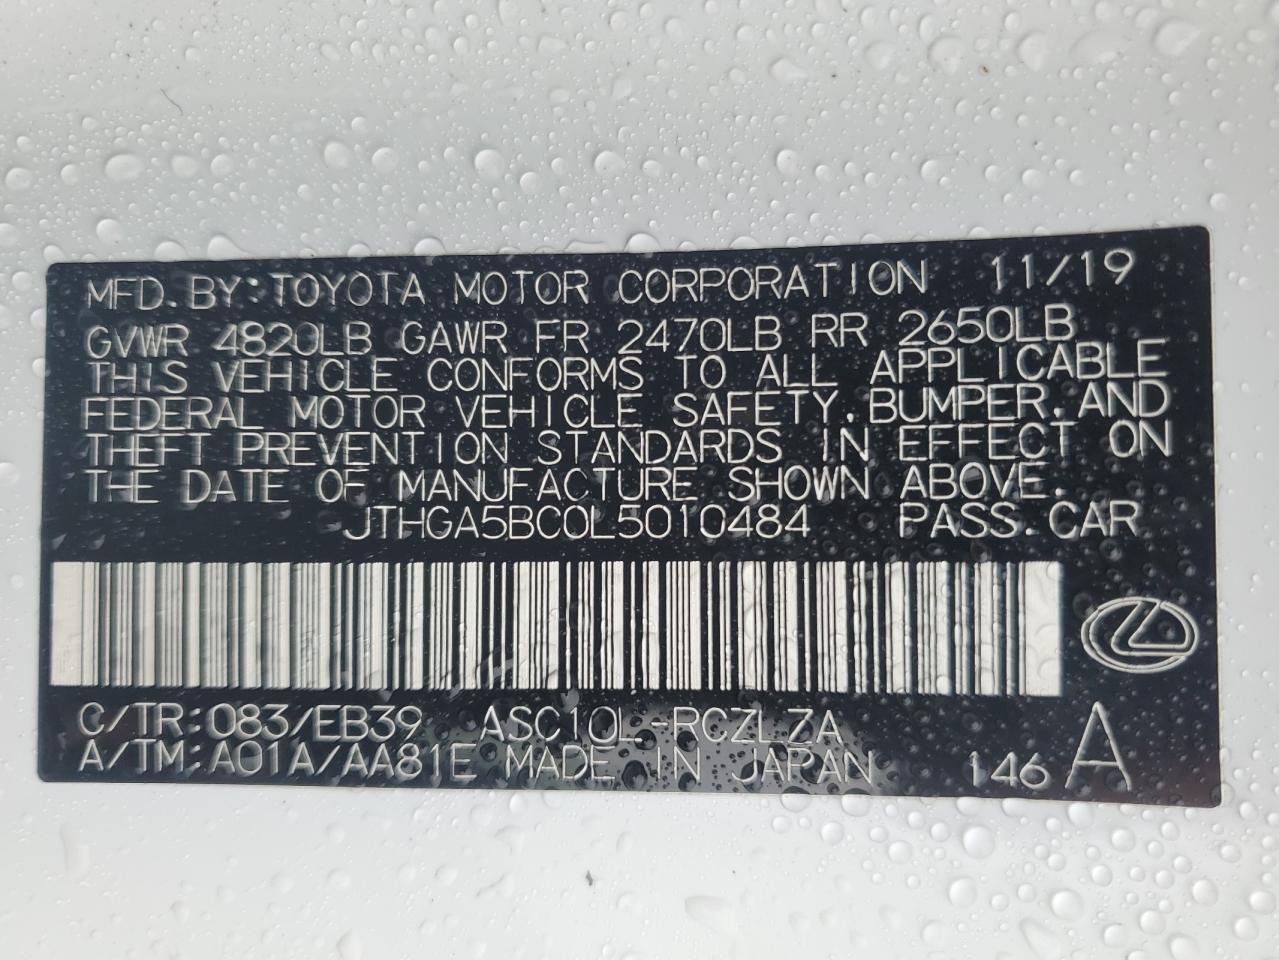 MFD. BY: TOYOTA MOTOR CORPORATION 11/19
GVWR 4820LB GAWR FR 2470LB RR 2650LB
THIS VEHICLE CONFORMS TO ALL APPLICABLE
FEDERAL MOTOR VEHICLE SAFETY, BUMPER, AND
THEFT PREVENTION STANDARDS IN EFFECT ON
THE DATE OF MANUFACTURE SHOWN ABOVE.
JTHGA5BC0L5010484 PASS. CAR
C/TR: 083/EB39 ASC10L-RCZLZA
A/TM: A01A/AA81E MADE IN JAPAN 146 A